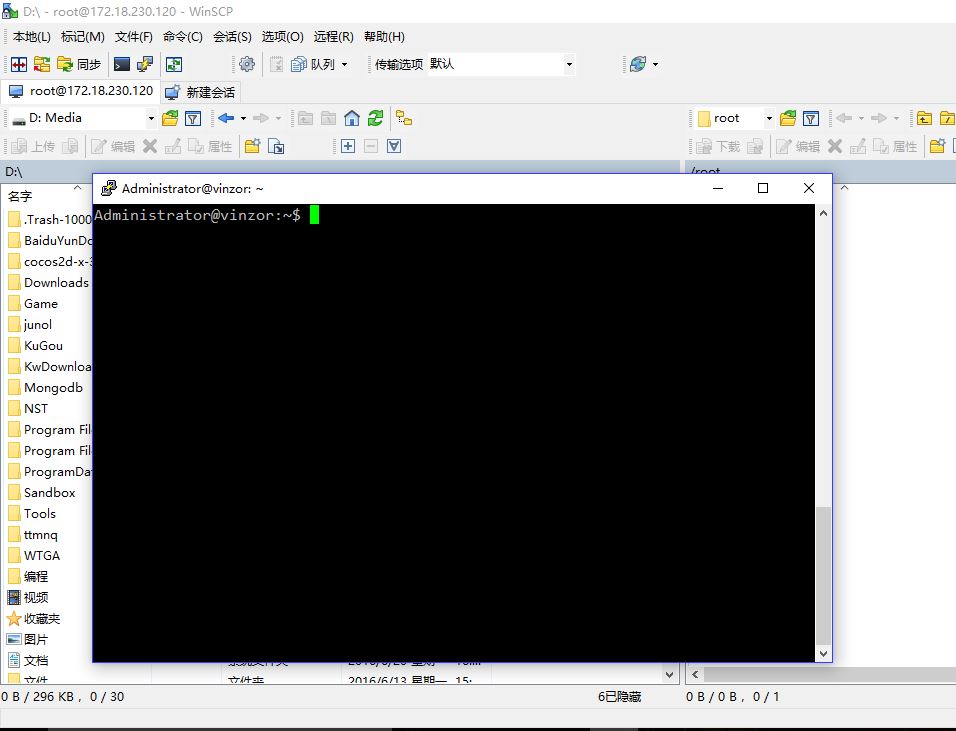 D:\ - root@172.18.230.120 - WinSCP
本地(L) 标记(M) 文件(F) 命令(C) 会话(S) 选项(O) 远程(R) 帮助(H)
同步 队列 传输选项 默认
root@172.18.230.120 新建会话
D: Media root
上传 编辑 属性 下载 编辑 属性
D:\ /root
名字
Administrator@vinzor: ~
Administrator@vinzor:~$
.Trash-1000
BaiduYunDo
cocos2d-x-3
Downloads
Game
junol
KuGou
KwDownloa
Mongodb
NST
Program Fil
Program File
ProgramDat
Sandbox
Tools
ttmnq
WTGA
编程
视频
收藏夹
图片
文档
文件 文件夹 2016/6/13 星期一 15:
0 B / 296 KB， 0 / 30 6已隐藏 0 B / 0 B， 0 / 1